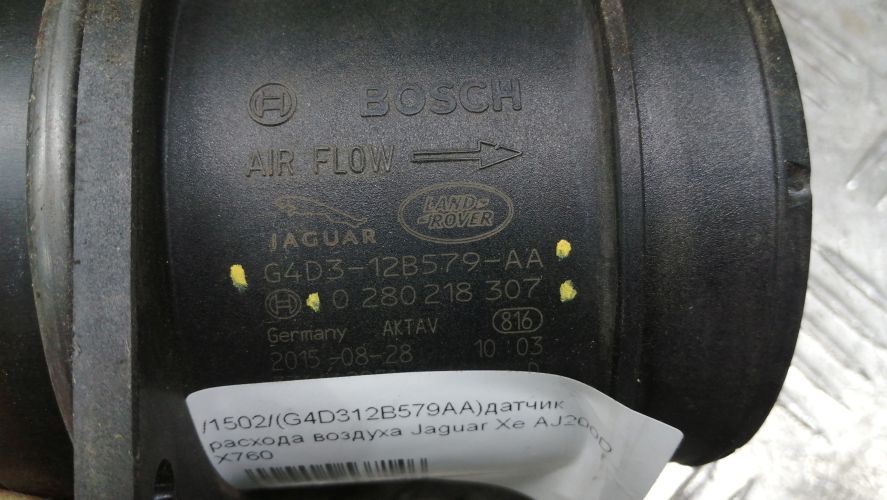 BOSCH
AIR FLOW
JAGUAR
LAND
ROVER
G4D3-12B579-AA
0 280 218 307
Germany AKTAV 816
2015-08-28 10:03
/1502/(G4D312B579AA)датчик
расхода воздуха Jaguar Xe AJ200D
X760